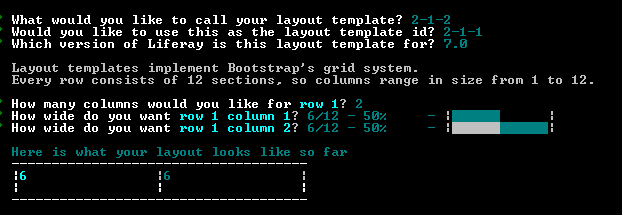 What would you like to call your layout template? 2-1-2
Would you like to use this as the layout template id? 2-1-1
Which version of Liferay is this layout template for? 7.0
Layout templates implement Bootstrap's grid system.
Every row consists of 12 sections, so columns range in size from 1 to 12.
How many columns would you like for row 1? 2
How wide do you want row 1 column 1? 6/12 - 50% - ¦ ¦
How wide do you want row 1 column 2? 6/12 - 50% - ¦ ¦
Here is what your layout looks like so far
-------------------------------------
¦6 ¦6 ¦
¦ ¦ ¦
-------------------------------------